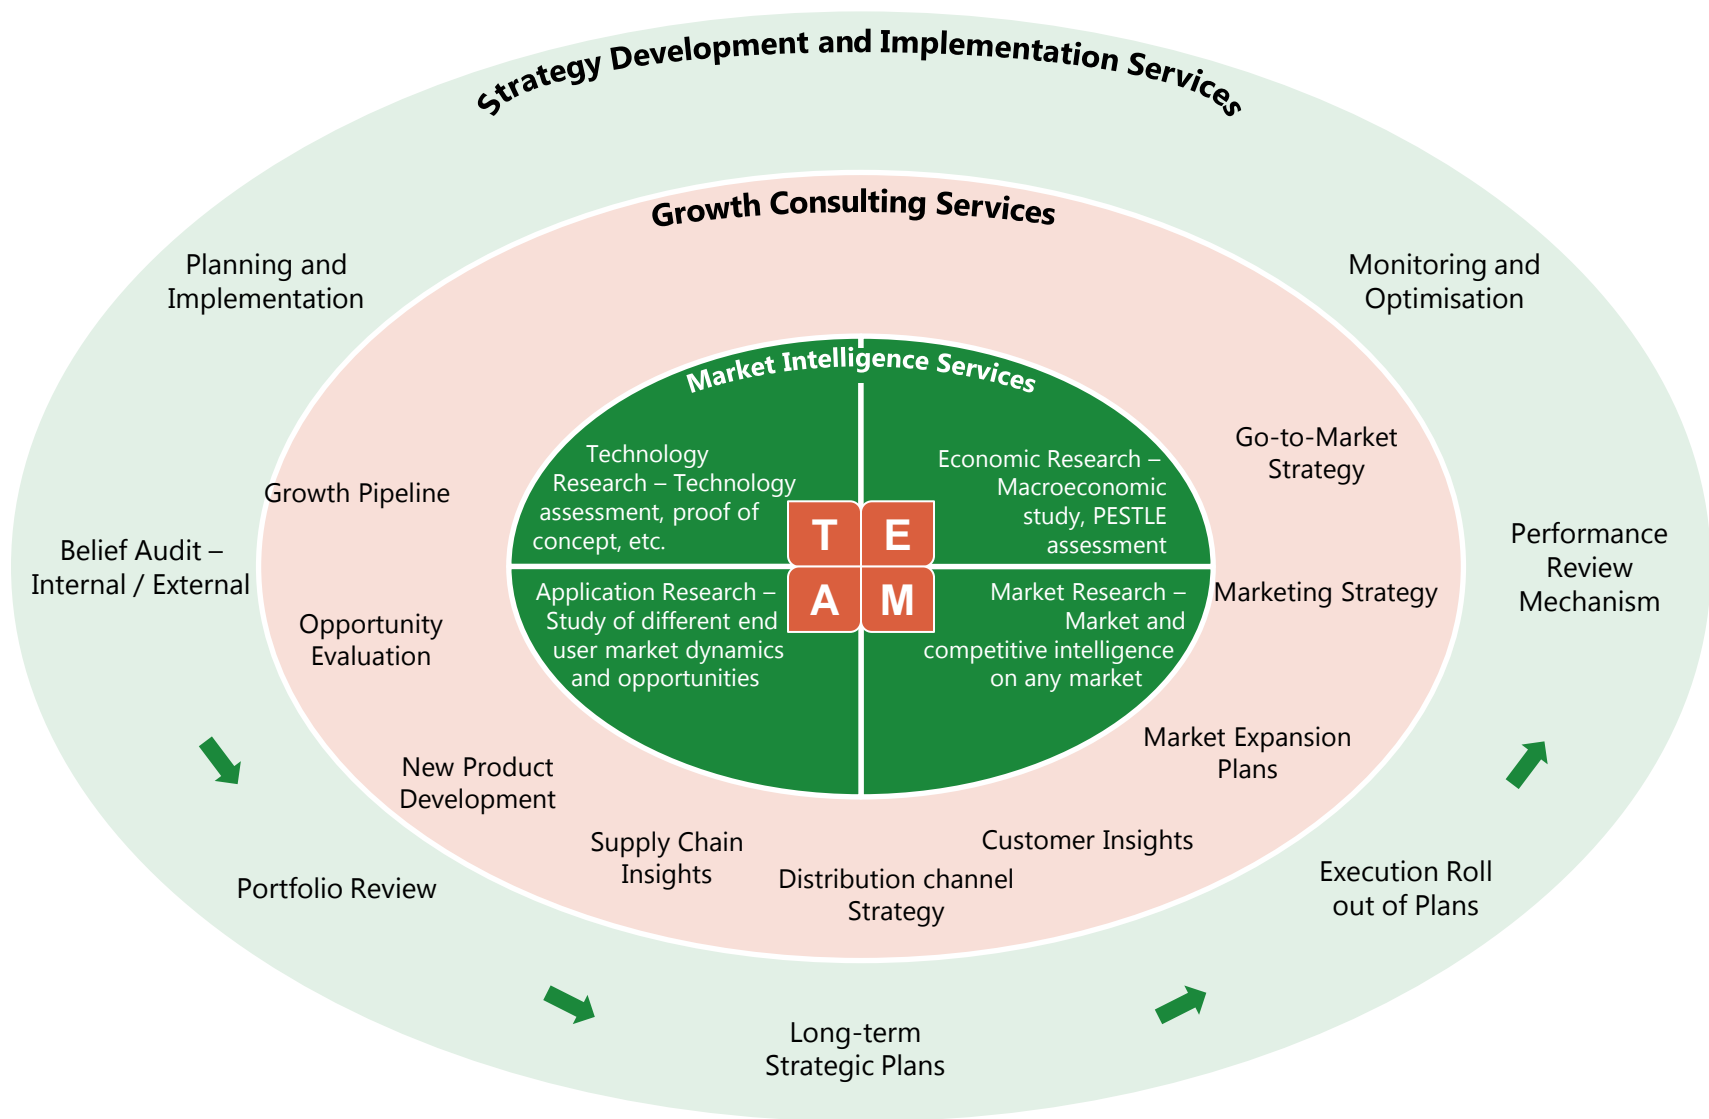 Strategy Development and Implementation Services
Growth Consulting Services
Planning and
Implementation
Monitoring and
Optimisation
Market Intelligence Services
Technology
Research – Technology
assessment, proof of
concept, etc.
Economic Research –
Macroeconomic
study, PESTLE
assessment
T
E
A
M
Application Research –
Study of different end
user market dynamics
and opportunities
Market Research –
Market and
competitive intelligence
on any market
Go-to-Market
Strategy
Growth Pipeline
Belief Audit –
Internal / External
Performance
Review
Mechanism
Marketing Strategy
Opportunity
Evaluation
Market Expansion
Plans
New Product
Development
Supply Chain
Insights
Customer Insights
Distribution channel
Strategy
Portfolio Review
Execution Roll
out of Plans
Long-term
Strategic Plans